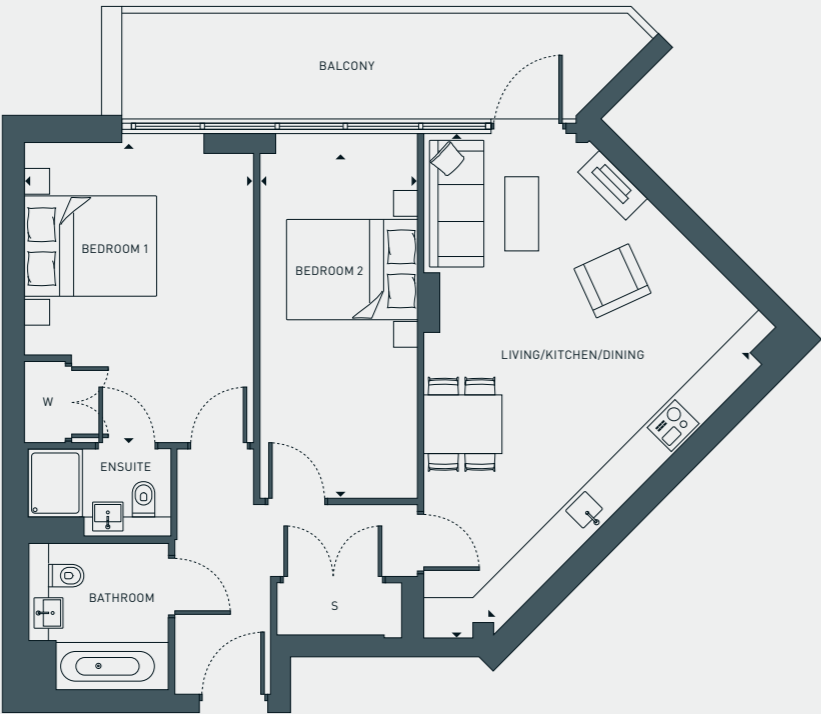 BALCONY
BEDROOM 1
BEDROOM 2
LIVING/KITCHEN/DINING
W
ENSUITE
BATHROOM
S